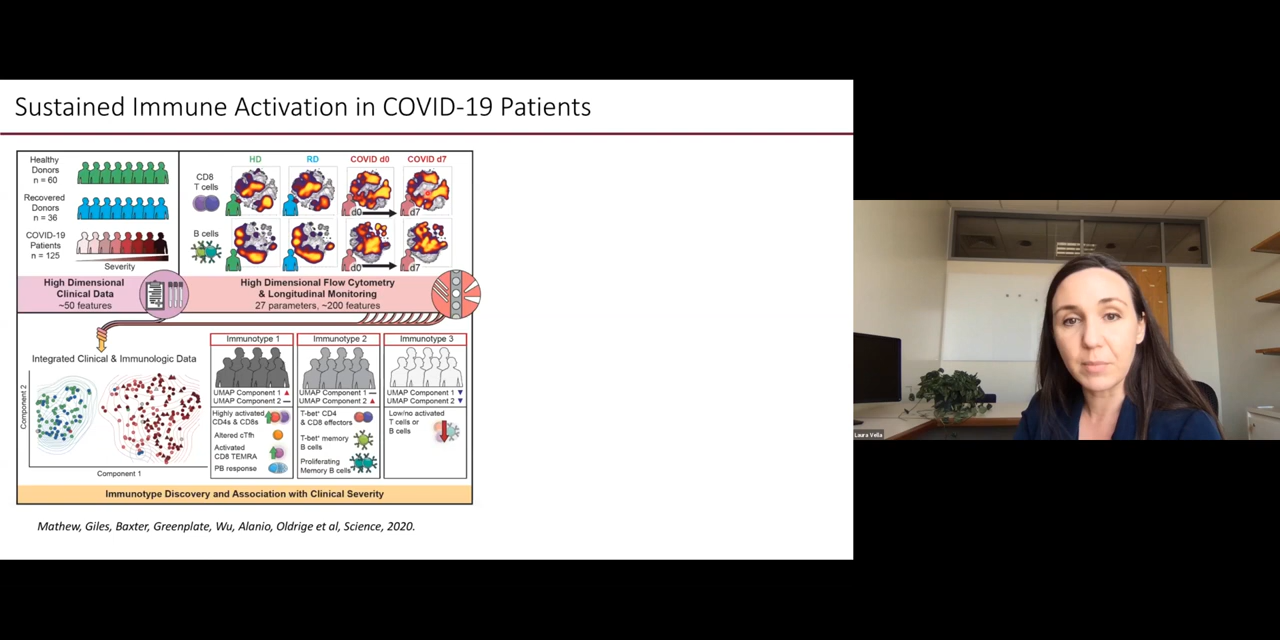 Sustained Immune Activation in COVID-19 Patients
Healthy
Donors
n = 60
Recovered
Donors
n = 36
COVID-19
Patients
n = 125
Severity
High Dimensional
Clinical Data
~50 features
HD
RD
COVID d0
COVID d7
CD8
T cells
d0
d7
B cells
d0
d7
High Dimensional Flow Cytometry
& Longitudinal Monitoring
27 parameters, ~200 features
Integrated Clinical & Immunologic Data
Component 2
Component 1
Immunotype 1
UMAP Component 1 ▲
UMAP Component 2 —
Highly activated
CD4s & CD8s
Altered cTfh
Activated
CD8 TEMRA
PB response
Immunotype 2
UMAP Component 1 —
UMAP Component 2 ▲
T-bet⁺ CD4
& CD8 effectors
T-bet⁺ memory
B cells
Proliferating
Memory B cells
Immunotype 3
UMAP Component 1 ▼
UMAP Component 2 ▼
Low/no activated
T cells or
B cells
Immunotype Discovery and Association with Clinical Severity
Mathew, Giles, Baxter, Greenplate, Wu, Alanio, Oldrige et al, Science, 2020.
Laura Vella